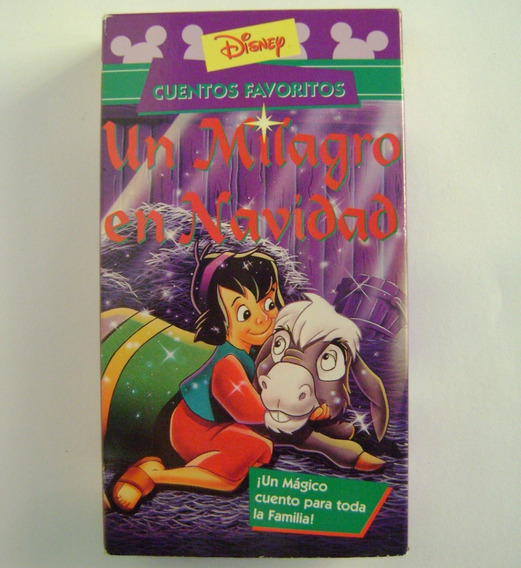 Disney
CUENTOS FAVORITOS
Un Milagro
en Navidad
¡Un Mágico
cuento para toda
la Familia!